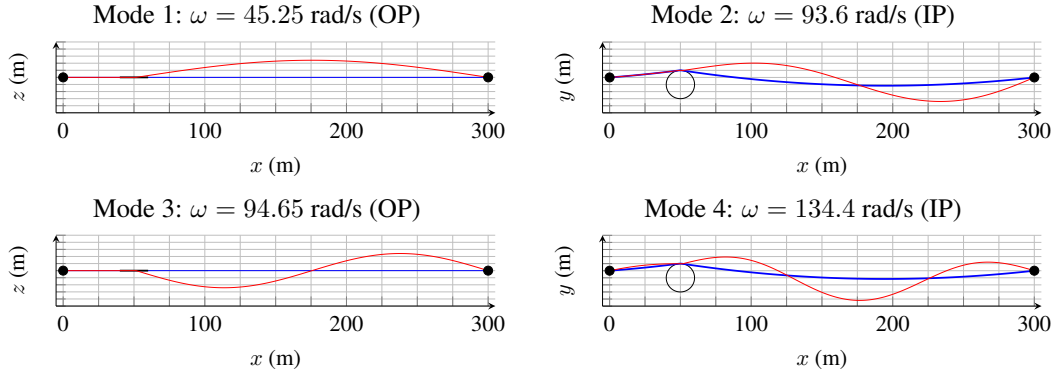 Mode 1: ω = 45.25 rad/s (OP)
z (m)
0 100 200 300
x (m)
Mode 2: ω = 93.6 rad/s (IP)
y (m)
0 100 200 300
x (m)
Mode 3: ω = 94.65 rad/s (OP)
z (m)
0 100 200 300
x (m)
Mode 4: ω = 134.4 rad/s (IP)
y (m)
0 100 200 300
x (m)